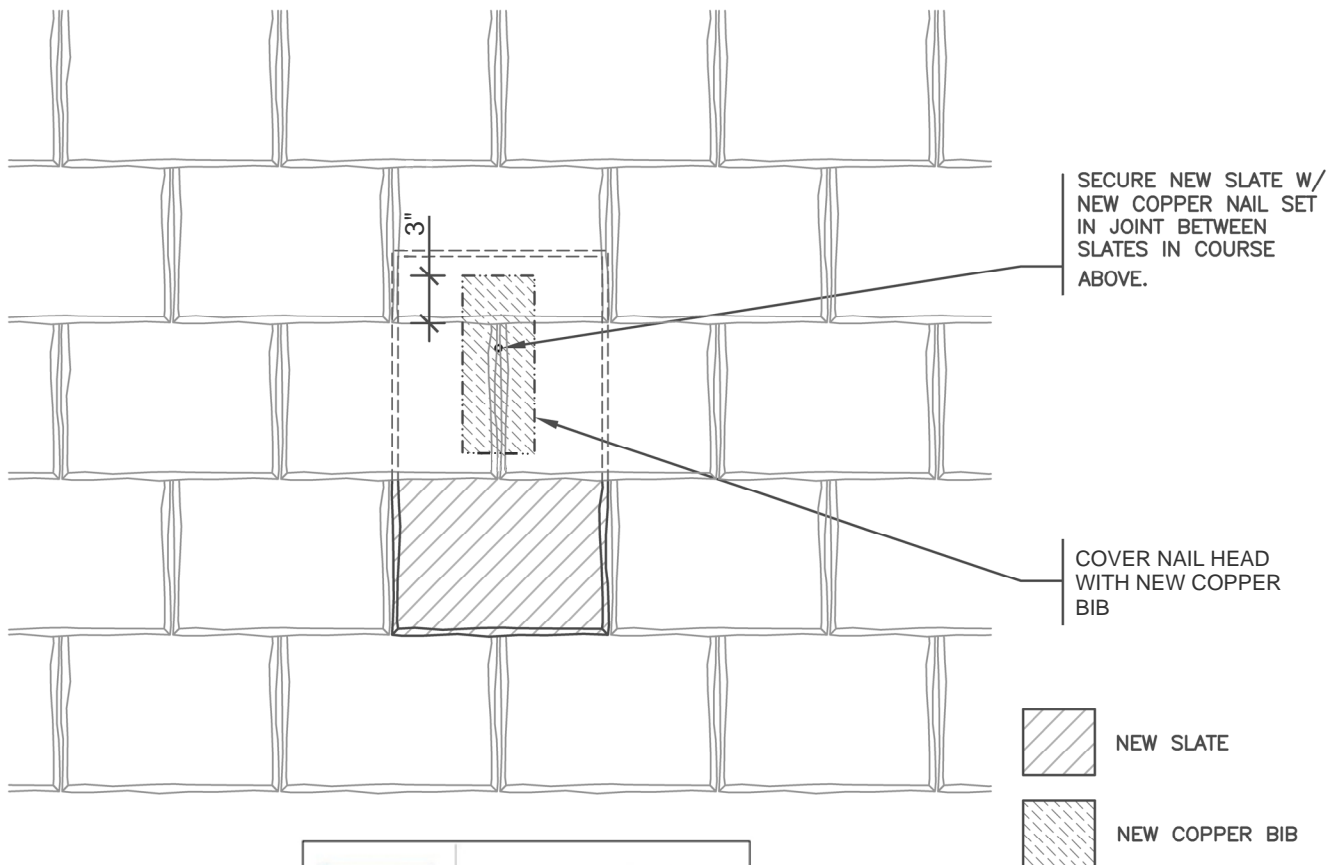 3"
SECURE NEW SLATE W/
NEW COPPER NAIL SET
IN JOINT BETWEEN
SLATES IN COURSE
ABOVE.
COVER NAIL HEAD
WITH NEW COPPER
BIB
NEW SLATE
NEW COPPER BIB